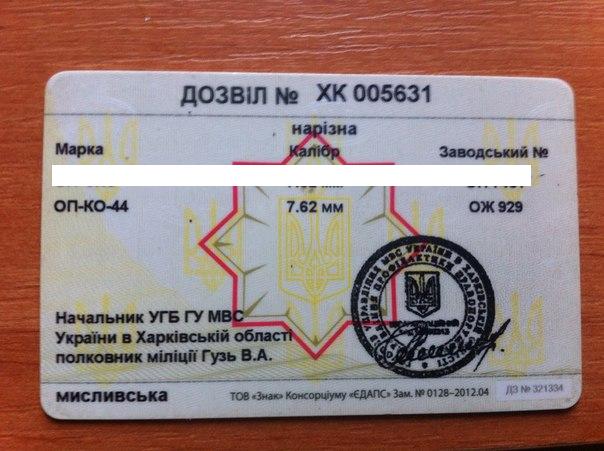 ДОЗВІЛ № ХК 005631
нарізна
Марка Калібр Заводський №
ОП-КО-44 7.62 мм ОЖ 929
Начальник УГБ ГУ МВС
України в Харківській області
полковник міліції Гузь В.А.
мисливська ТОВ «Знак» Консорціуму «ЄДАПС» Зам. № 0128–2012.04 ДЗ № 321334